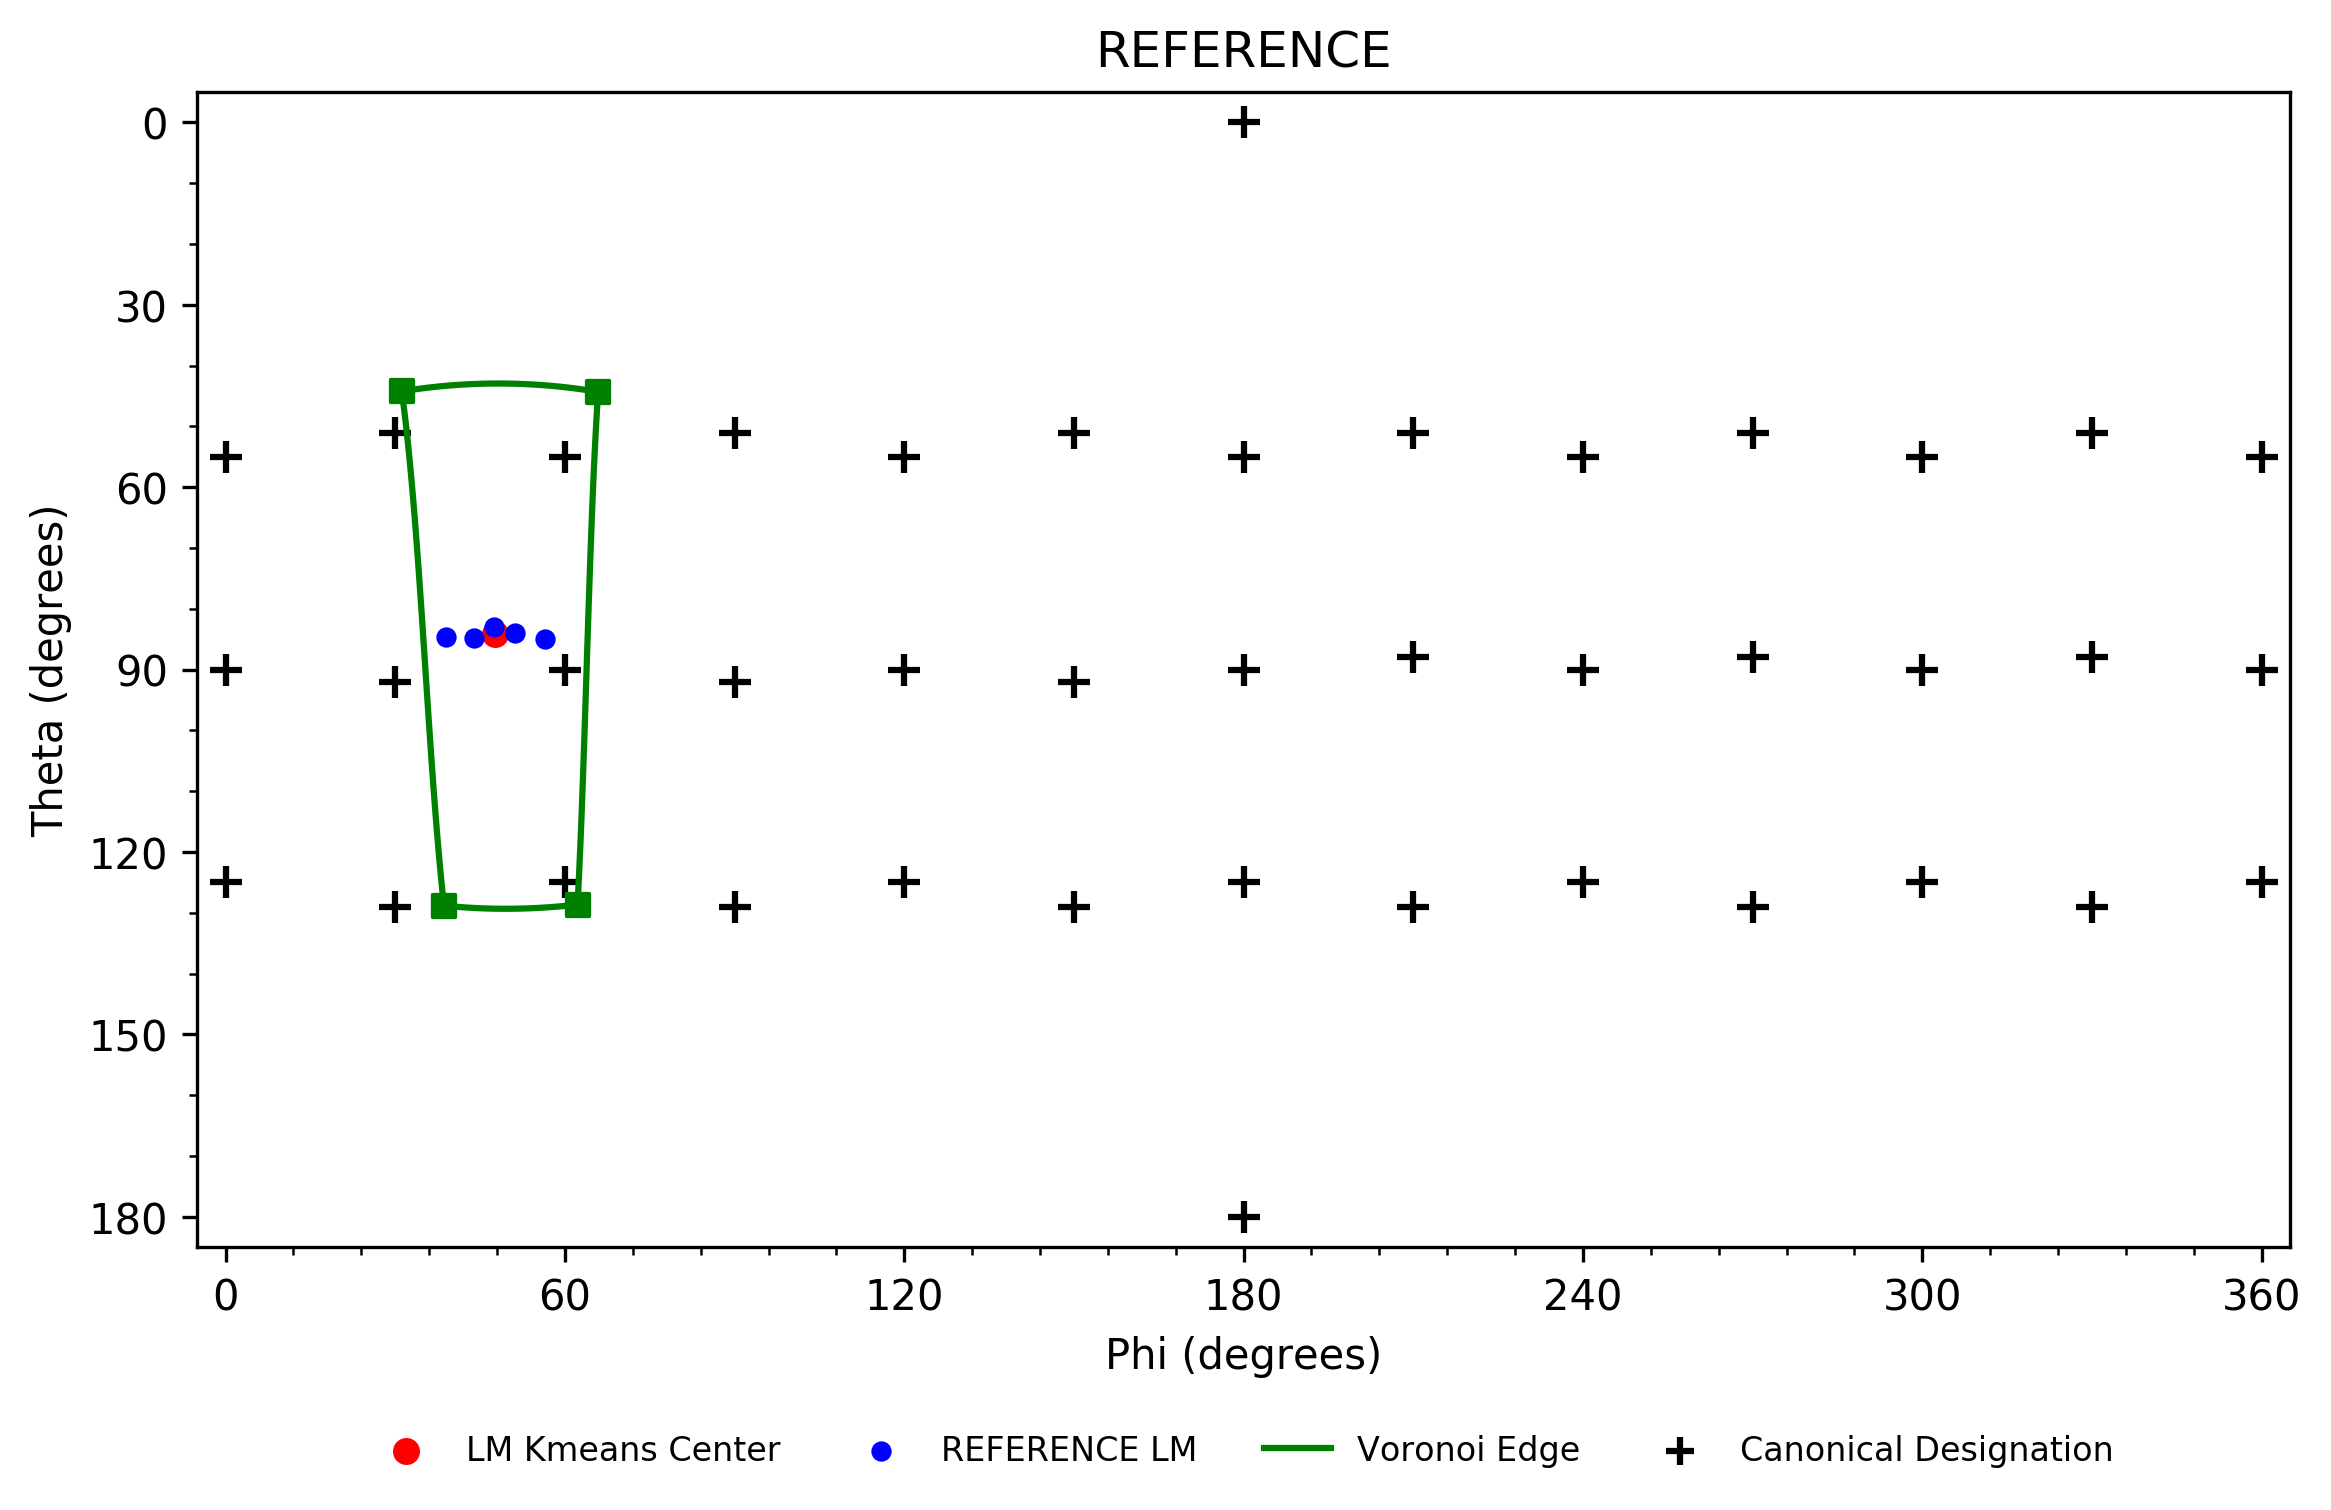 REFERENCE
0
30
60
90
120
150
180
Theta (degrees)
0 60 120 180 240 300 360
Phi (degrees)
LM Kmeans Center REFERENCE LM Voronoi Edge Canonical Designation